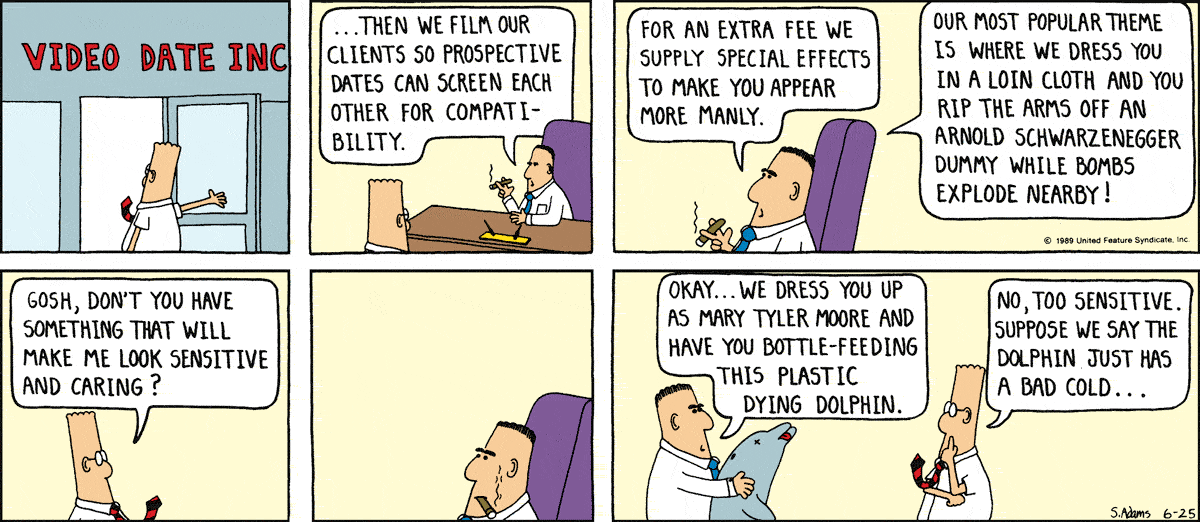 VIDEO DATE INC
...THEN WE FILM OUR
CLIENTS SO PROSPECTIVE
DATES CAN SCREEN EACH
OTHER FOR COMPATI-
BILITY.
FOR AN EXTRA FEE WE
SUPPLY SPECIAL EFFECTS
TO MAKE YOU APPEAR
MORE MANLY.
OUR MOST POPULAR THEME
IS WHERE WE DRESS YOU
IN A LOIN CLOTH AND YOU
RIP THE ARMS OFF AN
ARNOLD SCHWARZENEGGER
DUMMY WHILE BOMBS
EXPLODE NEARBY!
© 1989 United Feature Syndicate, Inc.
GOSH, DON'T YOU HAVE
SOMETHING THAT WILL
MAKE ME LOOK SENSITIVE
AND CARING?
OKAY... WE DRESS YOU UP
AS MARY TYLER MOORE AND
HAVE YOU BOTTLE-FEEDING
THIS PLASTIC
DYING DOLPHIN.
NO, TOO SENSITIVE.
SUPPOSE WE SAY THE
DOLPHIN JUST HAS
A BAD COLD...
S.Adams 6-25